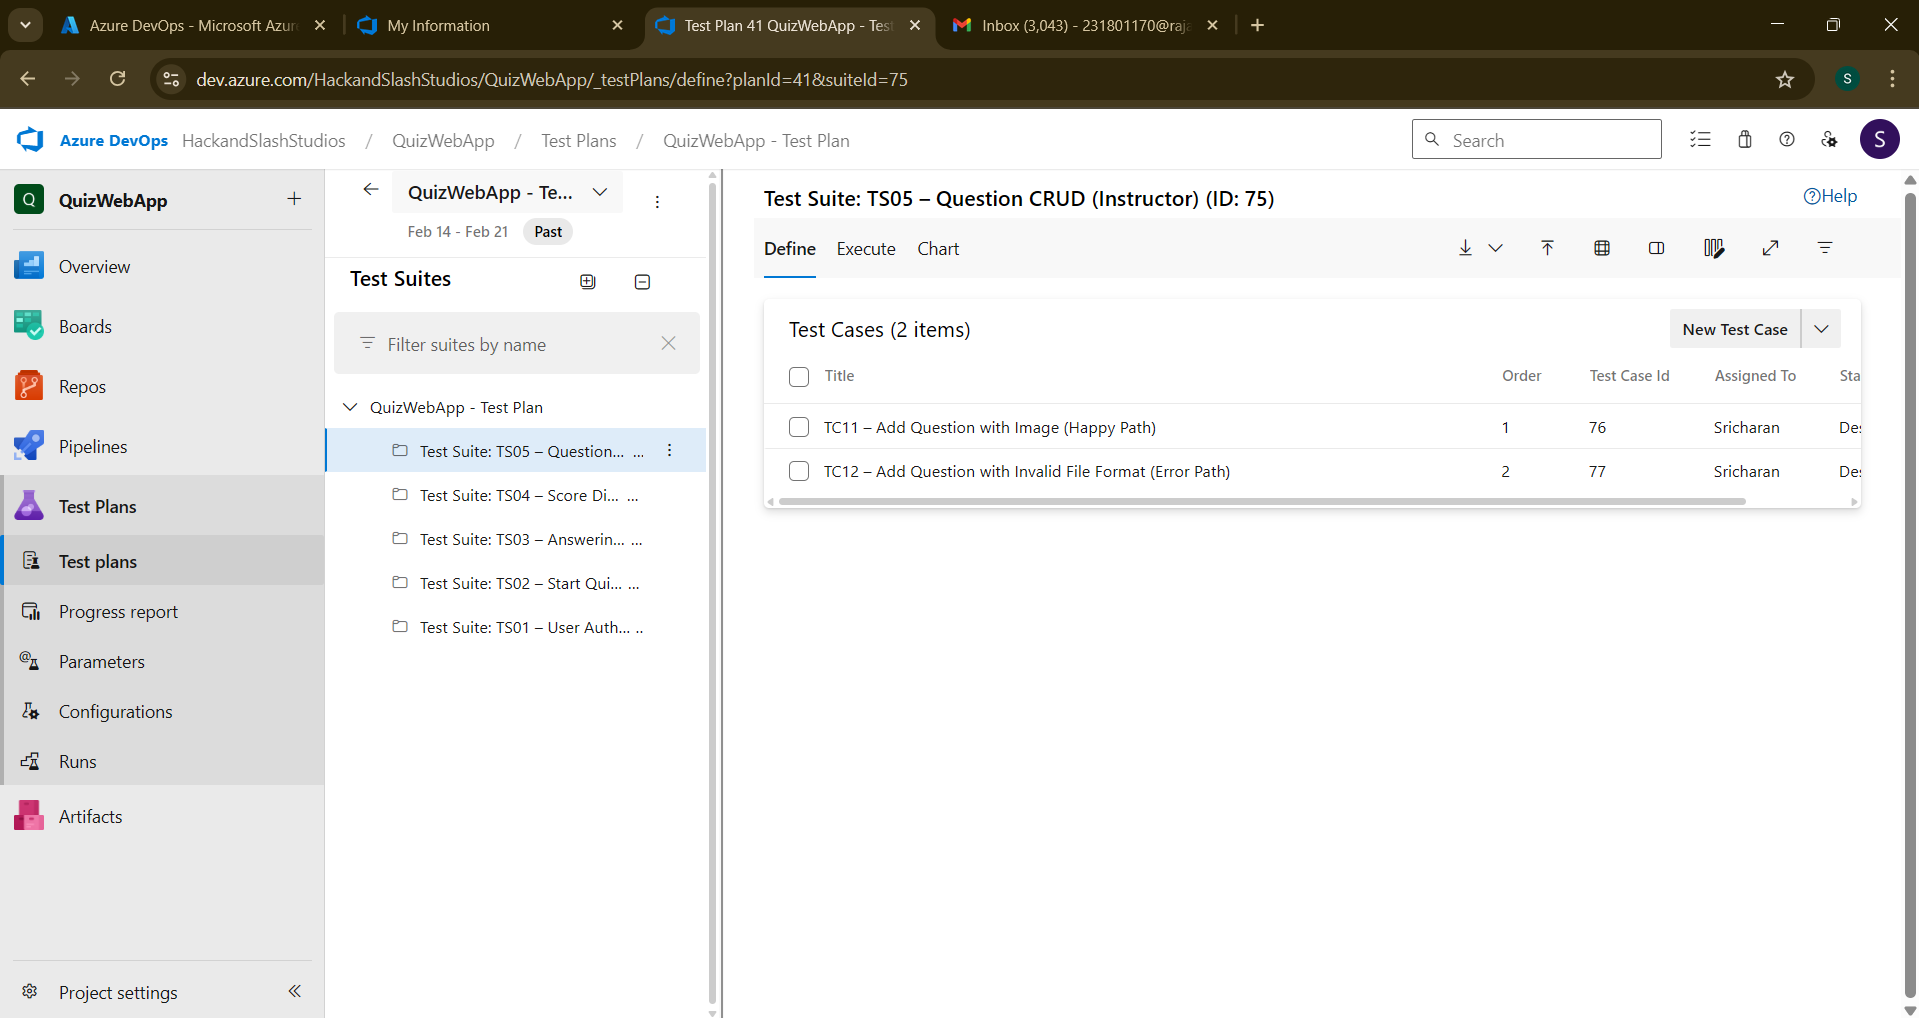 Azure DevOps - Microsoft Azur
My Information
Test Plan 41 QuizWebApp - Test
Inbox (3,043) - 231801170@raja
dev.azure.com/HackandSlashStudios/QuizWebApp/_testPlans/define?planId=41&suiteId=75
S
Azure DevOps HackandSlashStudios / QuizWebApp / Test Plans / QuizWebApp - Test Plan
Search
S
Q QuizWebApp
Overview
Boards
Repos
Pipelines
Test Plans
Test plans
Progress report
Parameters
Configurations
Runs
Artifacts
Project settings
QuizWebApp - Te...
Feb 14 - Feb 21 Past
Test Suites
Filter suites by name
QuizWebApp - Test Plan
Test Suite: TS05 – Question... ...
Test Suite: TS04 – Score Di... ...
Test Suite: TS03 – Answerin... ...
Test Suite: TS02 – Start Qui... ...
Test Suite: TS01 – User Auth... ..
Test Suite: TS05 – Question CRUD (Instructor) (ID: 75)
Help
Define Execute Chart
Test Cases (2 items)
New Test Case
Title Order Test Case Id Assigned To Sta
TC11 – Add Question with Image (Happy Path) 1 76 Sricharan Des
TC12 – Add Question with Invalid File Format (Error Path) 2 77 Sricharan Des